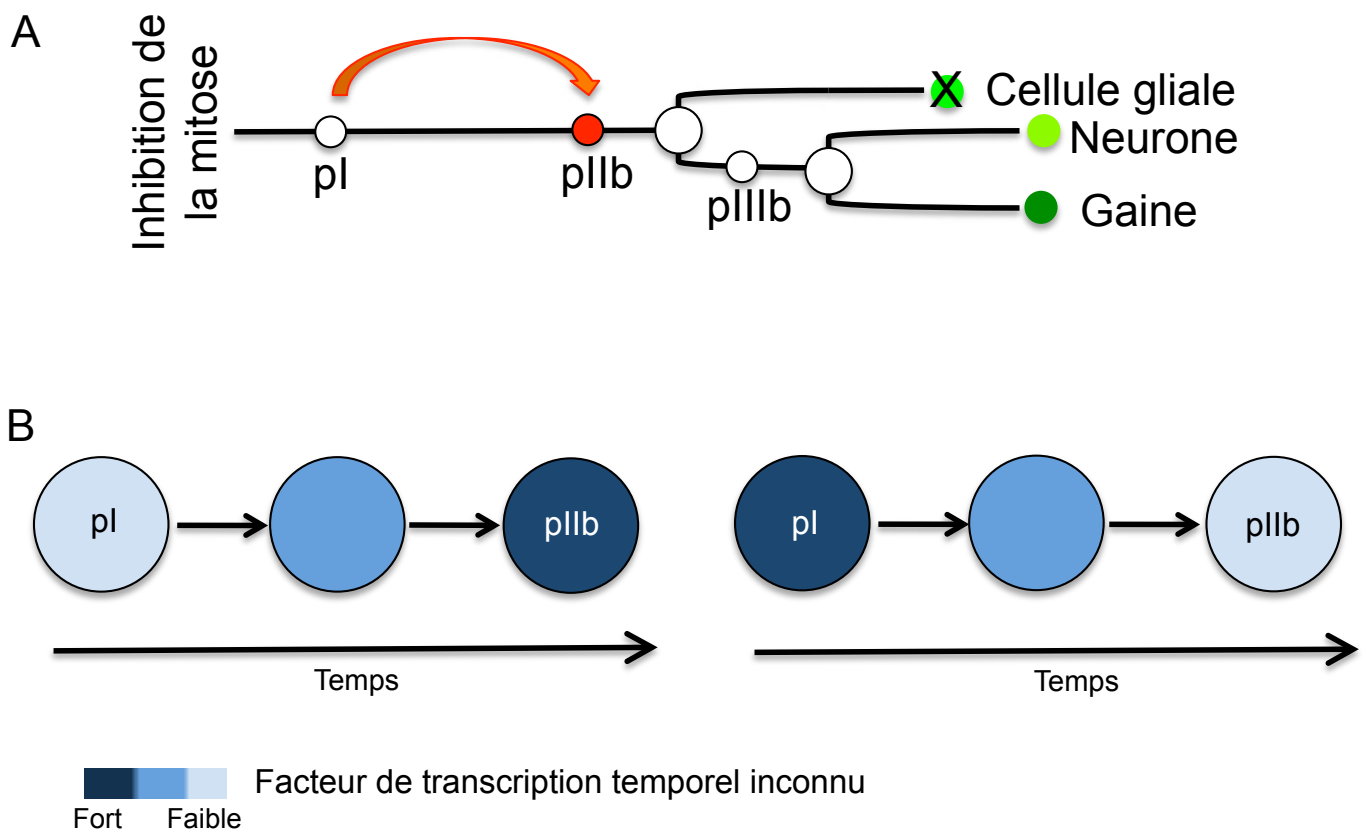 A
Inhibition de
la mitose
pI
pIIb
pIIIb
X
Cellule gliale
Neurone
Gaine
B
pI
pIIb
pI
pIIb
Temps
Temps
Facteur de transcription temporel inconnu
Fort
Faible